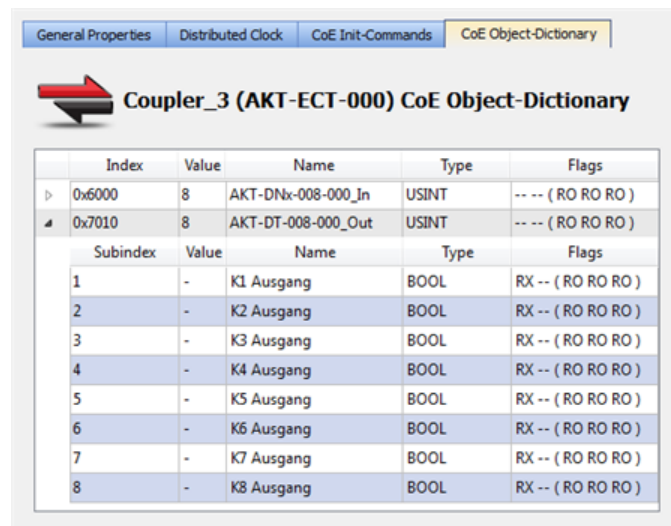 General Properties Distributed Clock CoE Init-Commands CoE Object-Dictionary
Coupler_3 (AKT-ECT-000) CoE Object-Dictionary
Index Value Name Type Flags
0x6000 8 AKT-DNx-008-000_In USINT -- -- ( RO RO RO )
0x7010 8 AKT-DT-008-000_Out USINT -- -- ( RO RO RO )
Subindex Value Name Type Flags
1 - K1 Ausgang BOOL RX -- ( RO RO RO )
2 - K2 Ausgang BOOL RX -- ( RO RO RO )
3 - K3 Ausgang BOOL RX -- ( RO RO RO )
4 - K4 Ausgang BOOL RX -- ( RO RO RO )
5 - K5 Ausgang BOOL RX -- ( RO RO RO )
6 - K6 Ausgang BOOL RX -- ( RO RO RO )
7 - K7 Ausgang BOOL RX -- ( RO RO RO )
8 - K8 Ausgang BOOL RX -- ( RO RO RO )